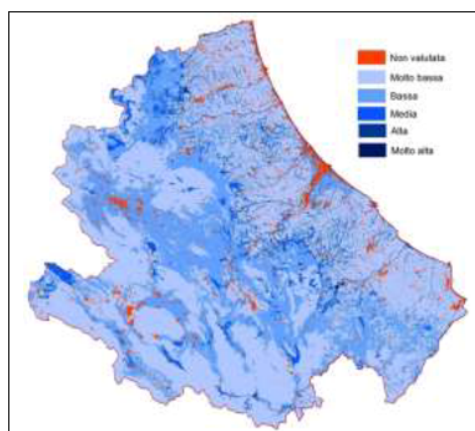 Non valutata
Molto bassa
Bassa
Media
Alta
Molto alta